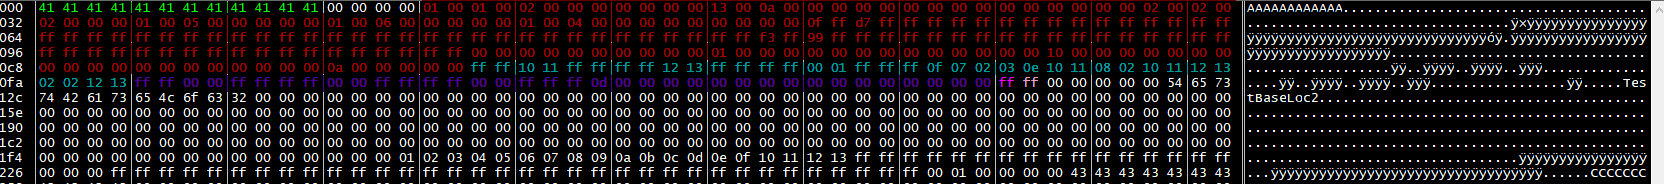 000 41 41 41 41 41 41 41 41 41 41 41 41 00 00 00 00 01 00 01 00 02 00 00 00 00 00 00 00 13 00 0a 00 00 00 00 00 00 00 00 00 00 00 00 00 00 00 02 00 02 00 AAAAAAAAAAAA......................................
032 02 00 00 00 01 00 05 00 00 00 00 00 01 00 06 00 00 00 00 00 01 00 04 00 00 00 00 00 00 00 00 00 0f ff d7 ff ff ff ff ff ff ff ff ff ff ff ff ff ff ff .................................ÿ×ÿÿÿÿÿÿÿÿÿÿÿÿÿÿÿ
064 ff ff ff ff ff ff ff ff ff ff ff ff ff ff ff ff ff ff ff ff ff ff ff ff ff ff ff ff ff ff f3 ff 99 ff ff ff ff ff ff ff ff ff ff ff ff ff ff ff ff ff ÿÿÿÿÿÿÿÿÿÿÿÿÿÿÿÿÿÿÿÿÿÿÿÿÿÿÿÿÿÿóÿ.ÿÿÿÿÿÿÿÿÿÿÿÿÿÿÿÿÿ
096 ff ff ff ff ff ff ff ff ff ff ff ff ff ff ff ff ff ff 00 00 00 00 00 00 00 00 00 00 01 00 00 00 00 00 00 00 00 00 00 00 00 00 10 00 00 00 00 00 00 00 ÿÿÿÿÿÿÿÿÿÿÿÿÿÿÿÿÿÿ................................
0c8 00 00 00 00 00 00 00 00 00 00 00 00 0a 00 00 00 00 00 ff ff 10 11 ff ff ff ff 12 13 ff ff ff ff 00 01 ff ff ff 0f 07 02 03 0e 10 11 08 02 10 11 12 13 ..................ÿÿ..ÿÿÿÿ..ÿÿÿÿ..ÿÿÿ.............
0fa 02 02 12 13 ff ff 00 00 ff ff ff ff 00 00 ff ff ff ff 00 00 ff ff ff 0d 00 00 00 00 00 00 00 00 00 00 00 00 00 00 00 00 ff ff 00 00 00 00 00 54 65 73 ....ÿÿ..ÿÿÿÿ..ÿÿÿÿ..ÿÿÿ.................ÿÿ.....Tes
12c 74 42 61 73 65 4c 6f 63 32 00 00 00 00 00 00 00 00 00 00 00 00 00 00 00 00 00 00 00 00 00 00 00 00 00 00 00 00 00 00 00 00 00 00 00 00 00 00 00 00 00 tBaseLoc2.........................................
15e 00 00 00 00 00 00 00 00 00 00 00 00 00 00 00 00 00 00 00 00 00 00 00 00 00 00 00 00 00 00 00 00 00 00 00 00 00 00 00 00 00 00 00 00 00 00 00 00 00 00 ..................................................
190 00 00 00 00 00 00 00 00 00 00 00 00 00 00 00 00 00 00 00 00 00 00 00 00 00 00 00 00 00 00 00 00 00 00 00 00 00 00 00 00 00 00 00 00 00 00 00 00 00 00 ..................................................
1c2 00 00 00 00 00 00 00 00 00 00 00 00 00 00 00 00 00 00 00 00 00 00 00 00 00 00 00 00 00 00 00 00 00 00 00 00 00 00 00 00 00 00 00 00 00 00 00 00 00 00 ..................................................
1f4 00 00 00 00 00 00 00 00 00 00 00 00 00 00 00 01 02 03 04 05 06 07 08 09 0a 0b 0c 0d 0e 0f 10 11 12 13 ff ff ff ff ff ff ff ff ff ff ff ff ff ff ff ff ..................................ÿÿÿÿÿÿÿÿÿÿÿÿÿÿÿÿ
226 ff ff ff ff ff ff ff ff ff ff ff ff ff ff ff ff ff ff ff ff ff ff ff ff ff ff ff ff ff ff ff ff ff ff ff ff ff 00 01 00 00 00 00 43 43 43 43 43 43 43